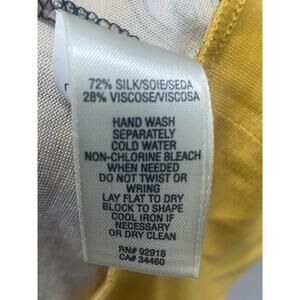 72% SILK/SOIE/SEDA
28% VISCOSE/VISCOSA
HAND WASH
SEPARATELY
COLD WATER
NON-CHLORINE BLEACH
WHEN NEEDED
DO NOT TWIST OR
WRING
LAY FLAT TO DRY
BLOCK TO SHAPE
COOL IRON IF
NECESSARY
OR DRY CLEAN
RN# 92918
CA# 34460